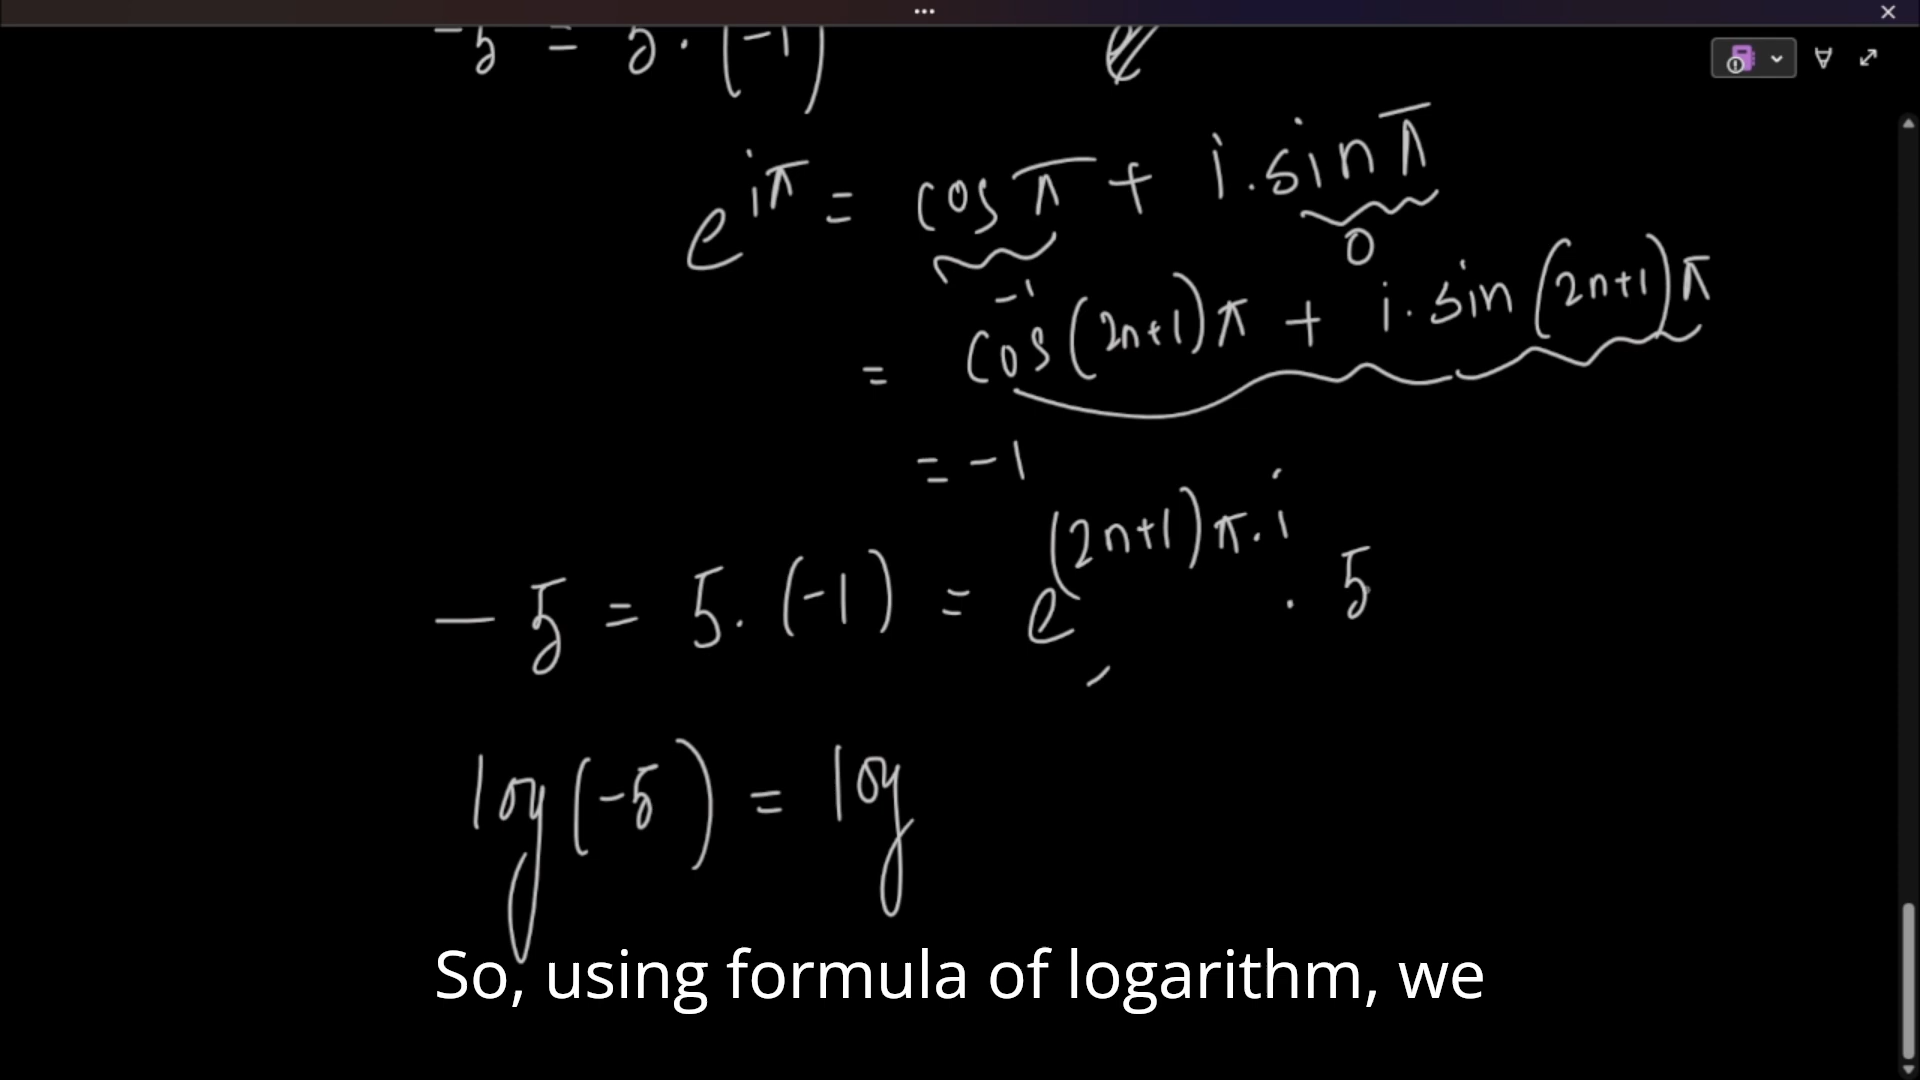 -5 = 5 . (-1) e
e^{iπ} = cos π + i . sin π
-1 0
= cos (2n+1) π + i . sin (2n+1) π
= -1
- 5 = 5 . (-1) = e^{(2n+1) π . i} . 5
log (-5) = log
So, using formula of logarithm, we